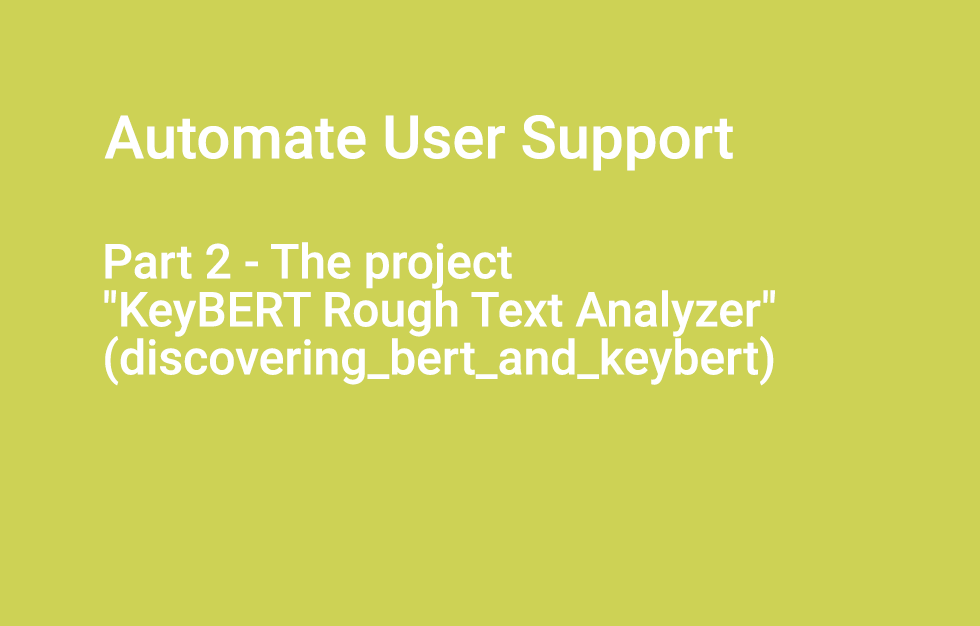 Automate User Support
Part 2 - The project
"KeyBERT Rough Text Analyzer"
(discovering_bert_and_keybert)